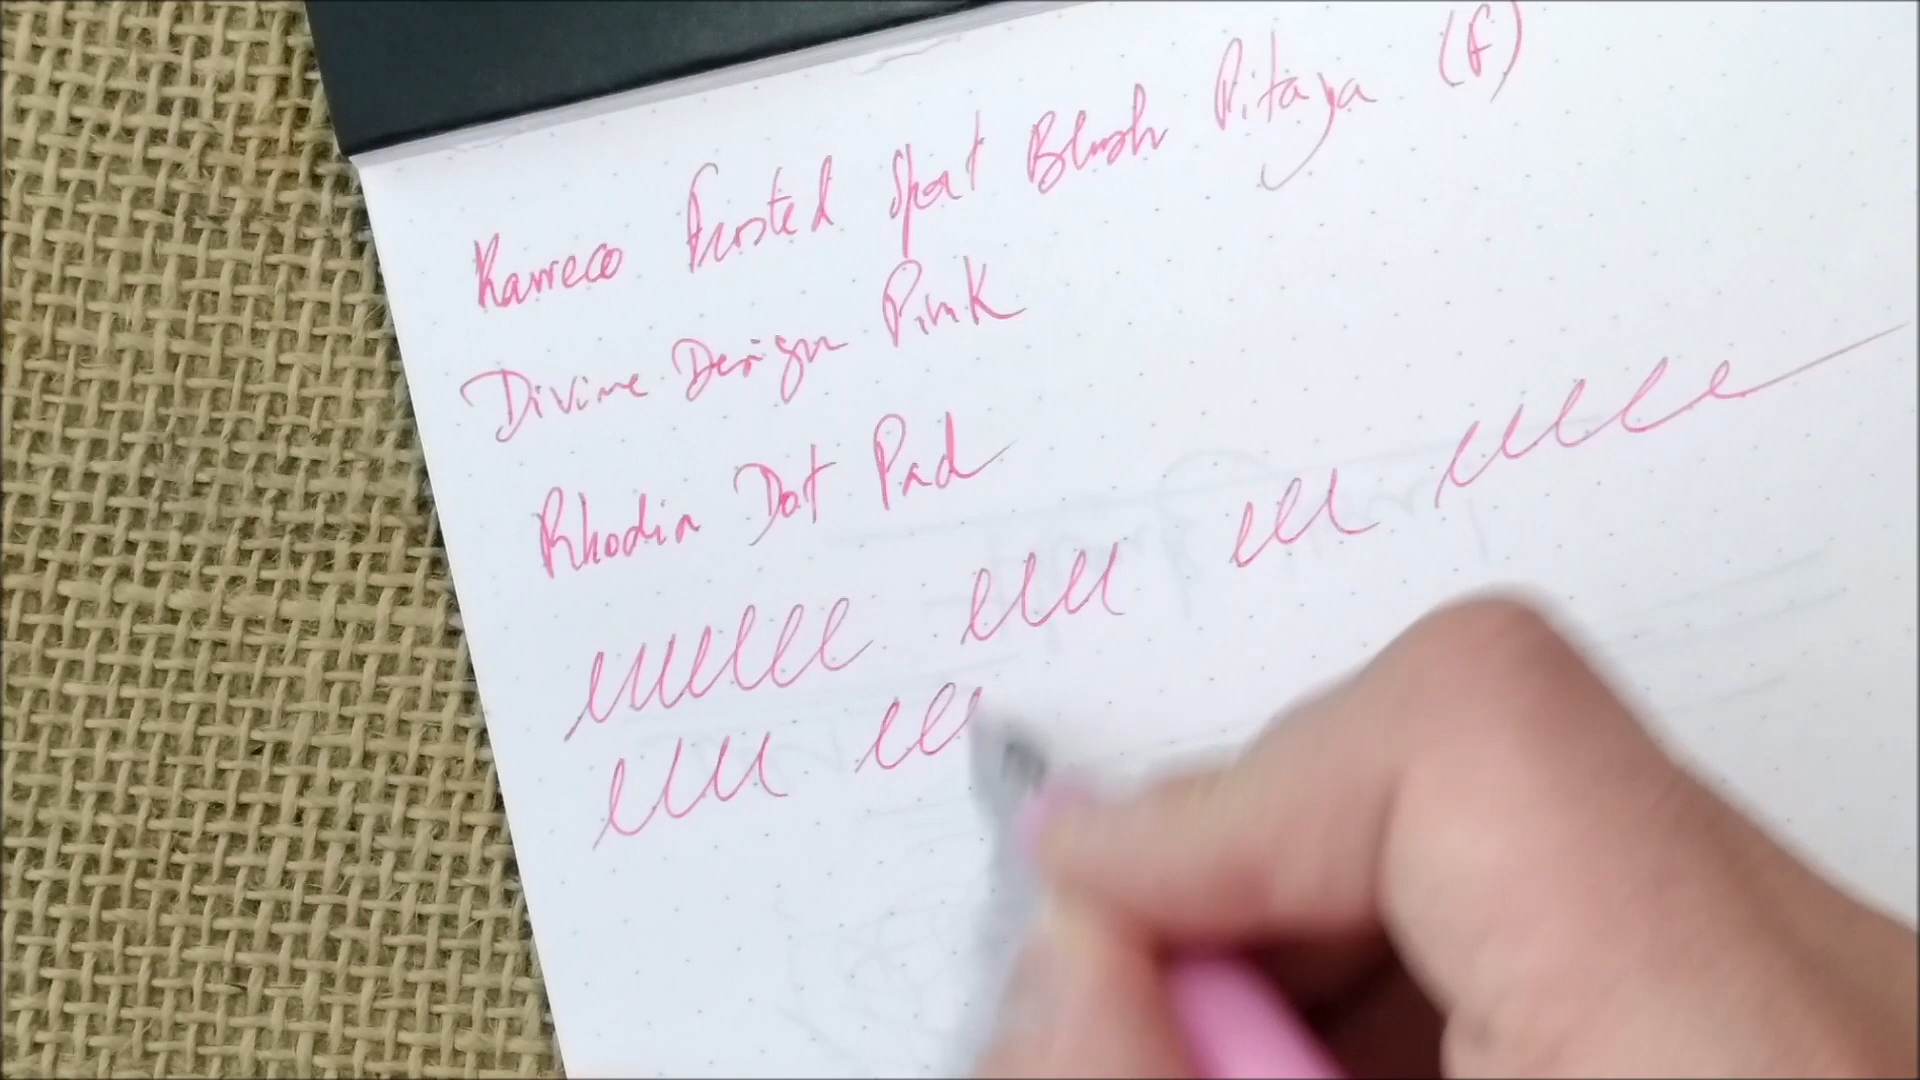 Kaweco Frosted Sport Blush Pitaya (F)
Divine Design Pink
Rhodia Dot Pad